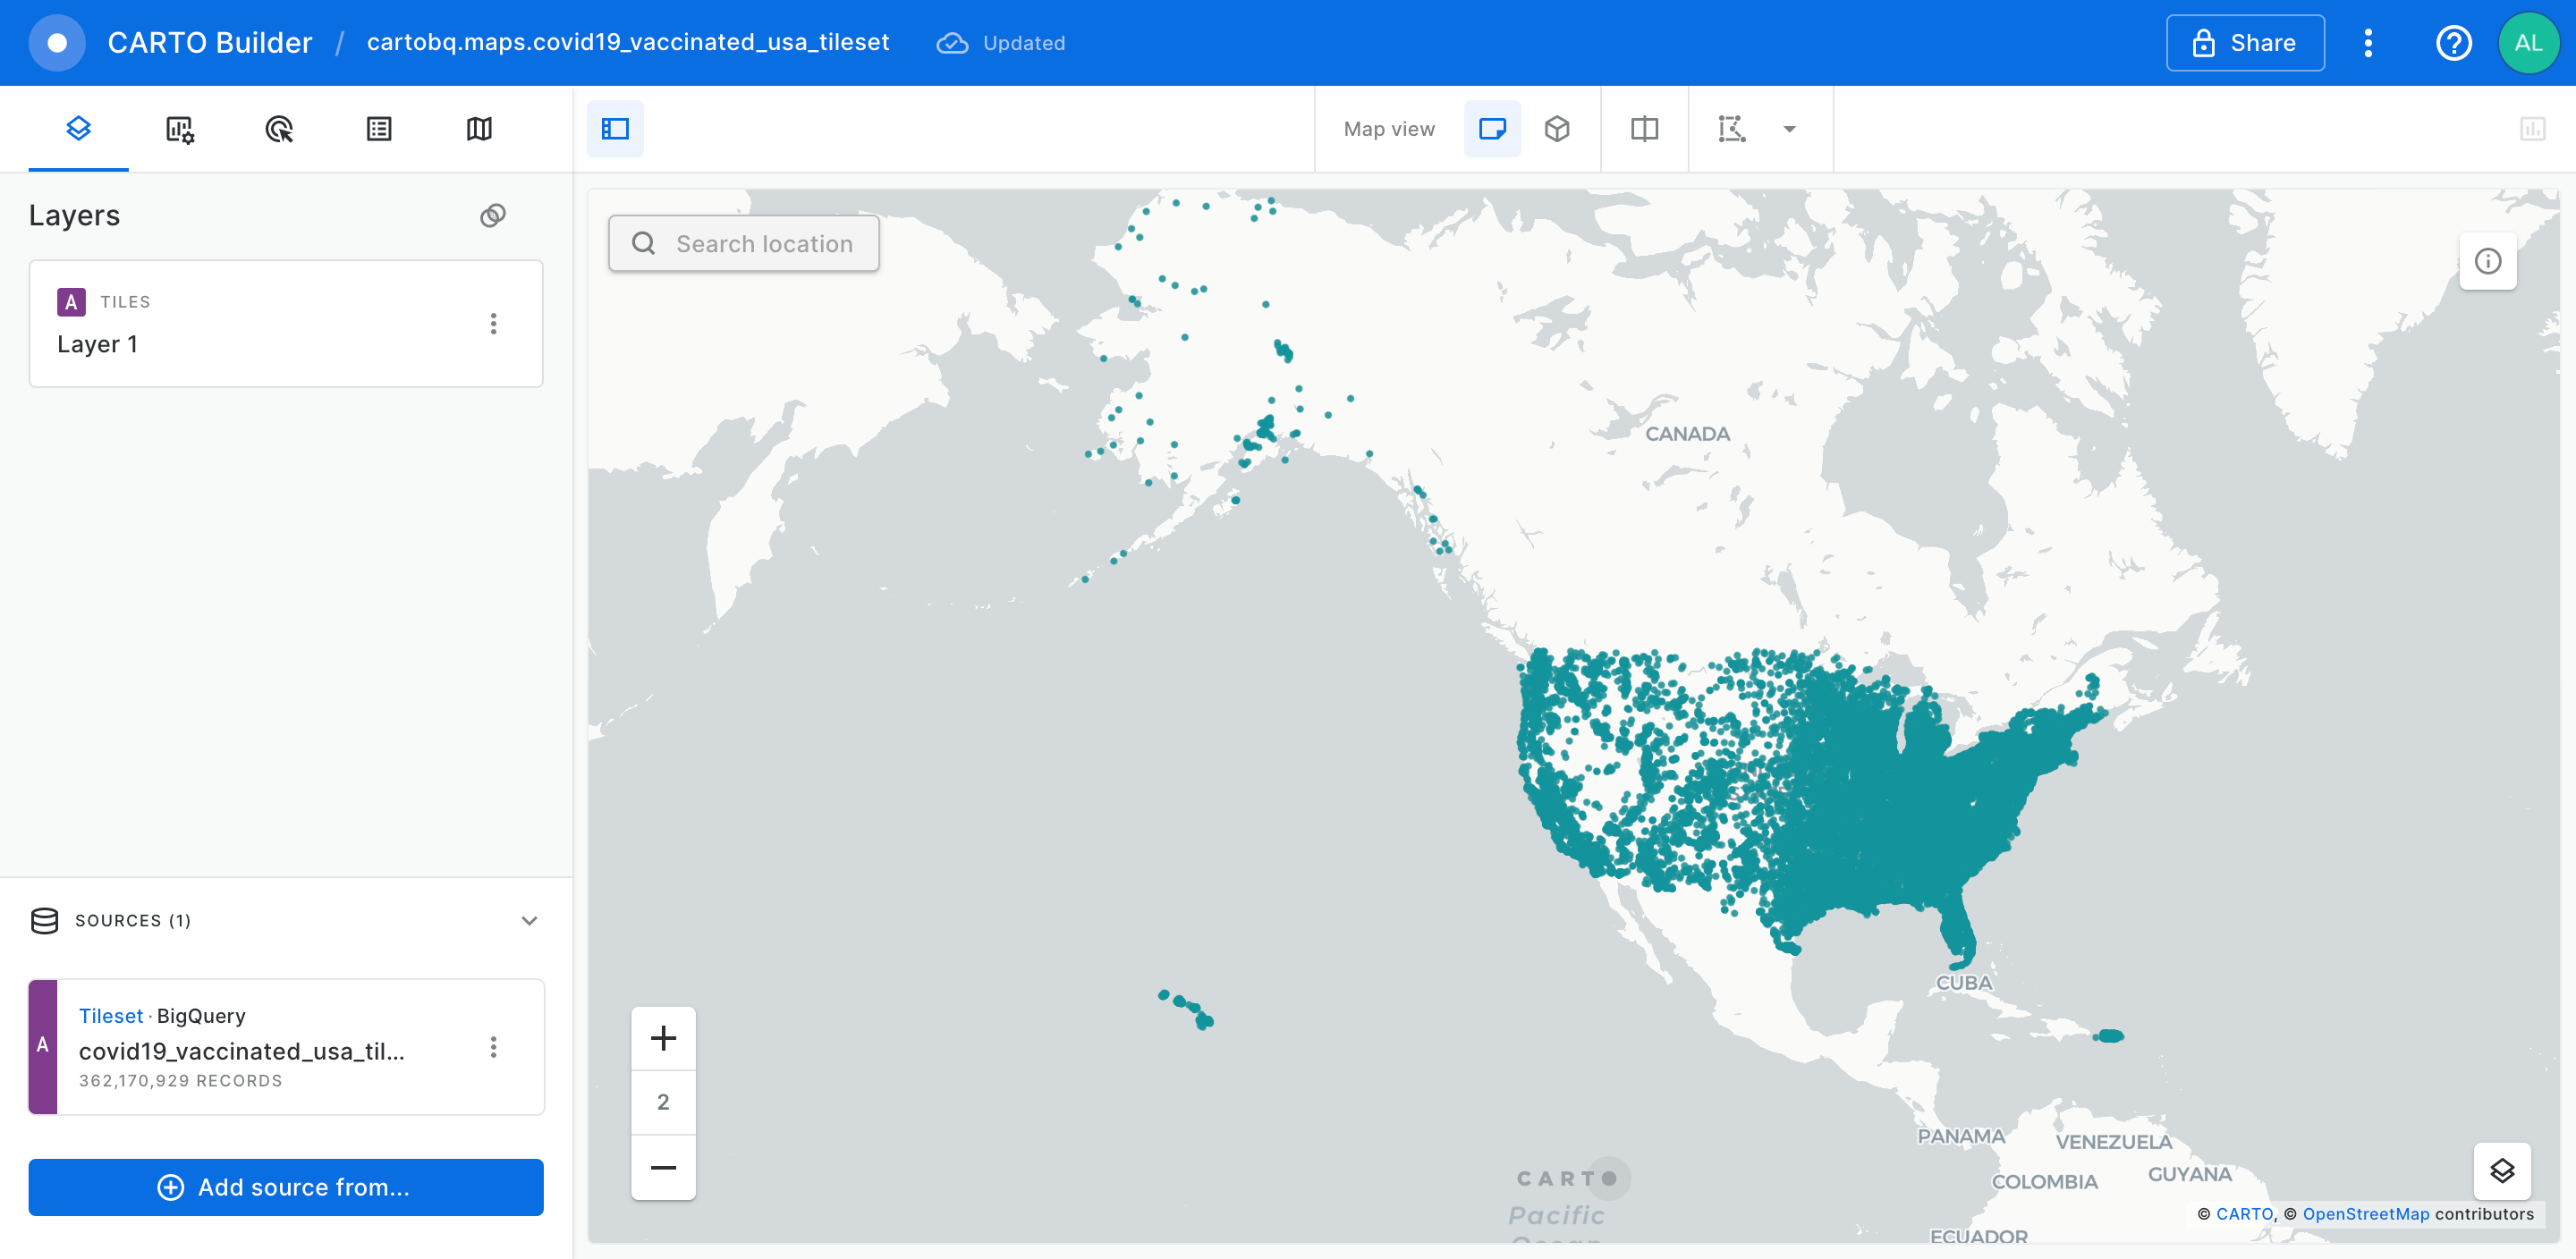 CARTO Builder / cartobq.maps.covid19_vaccinated_usa_tileset Updated Share AL
Map view
Layers
Search location
A TILES
Layer 1
CANADA
SOURCES (1)
A
Tileset · BigQuery
covid19_vaccinated_usa_til...
362,170,929 RECORDS
Add source from...
2
CUBA
PANAMA
VENEZUELA
COLOMBIA
GUYANA
ECUADOR
CARTO
Pacific
Ocean
© CARTO, © OpenStreetMap contributors